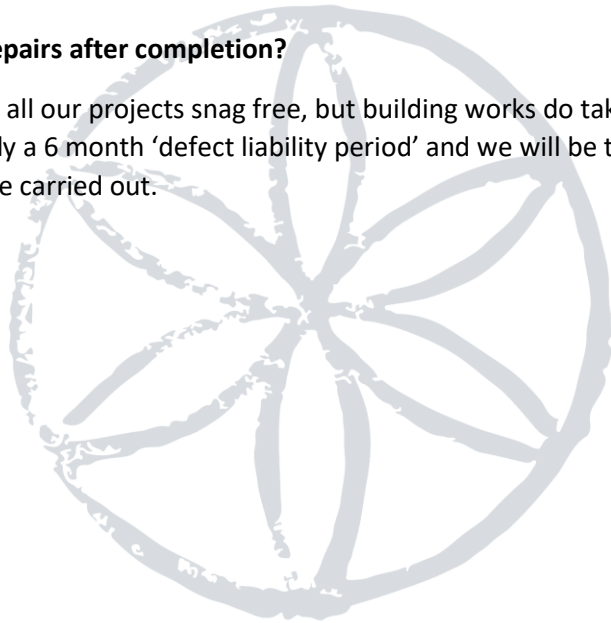 epairs after completion?
all our projects snag free, but building works do tak
ly a 6 month ‘defect liability period’ and we will be t
e carried out.